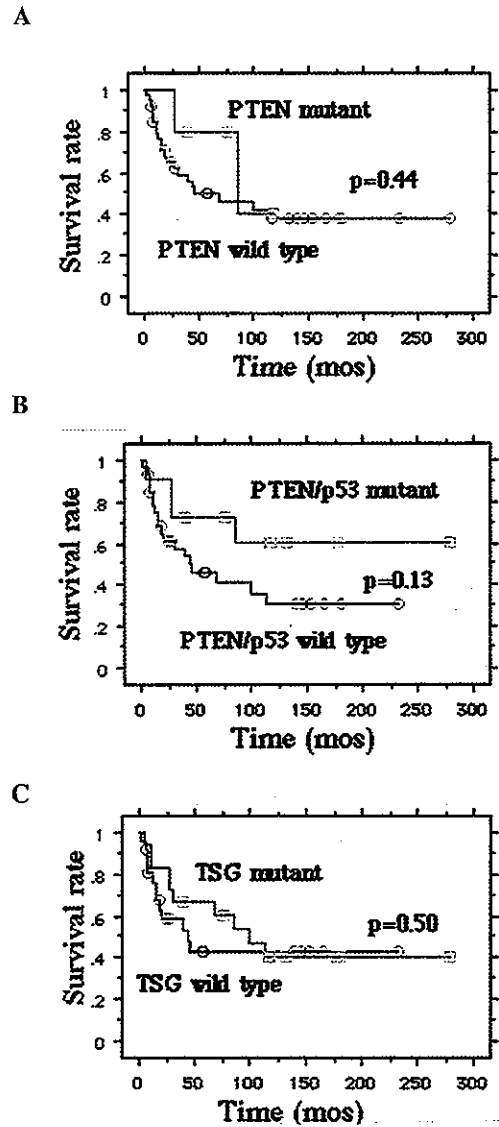 A
1
.8
.6
.4
.2
0
Survival rate
PTEN mutant
p=0.44
PTEN wild type
0 50 100 150 200 250 300
Time (mos)
B
1
.8
.6
.4
.2
0
Survival rate
PTEN/p53 mutant
p=0.13
PTEN/p53 wild type
0 50 100 150 200 250 300
Time (mos)
C
1
.8
.6
.4
.2
0
Survival rate
TSG mutant
p=0.50
TSG wild type
0 50 100 150 200 250 300
Time (mos)